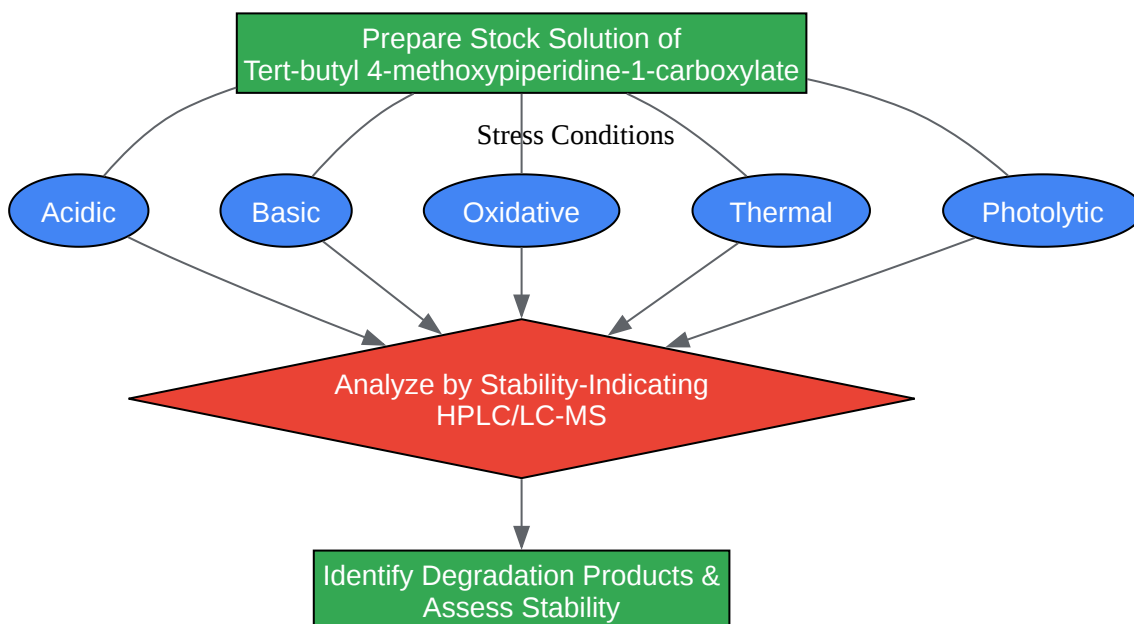 Prepare Stock Solution of
Tert-butyl 4-methoxypiperidine-1-carboxylate
Stress Conditions
Acidic
Basic
Oxidative
Thermal
Photolytic
Analyze by Stability-Indicating
HPLC/LC-MS
Identify Degradation Products &
Assess Stability